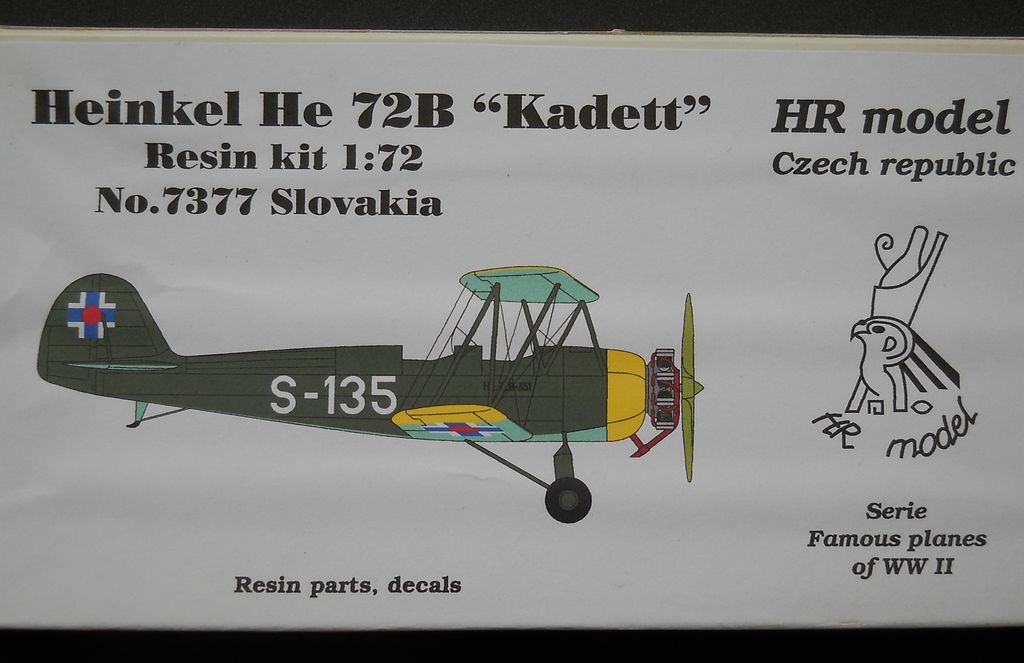 Heinkel He 72B “Kadett”
Resin kit 1:72
No.7377 Slovakia
HR model
Czech republic
S-135
HR model
Serie
Famous planes
of WW II
Resin parts, decals